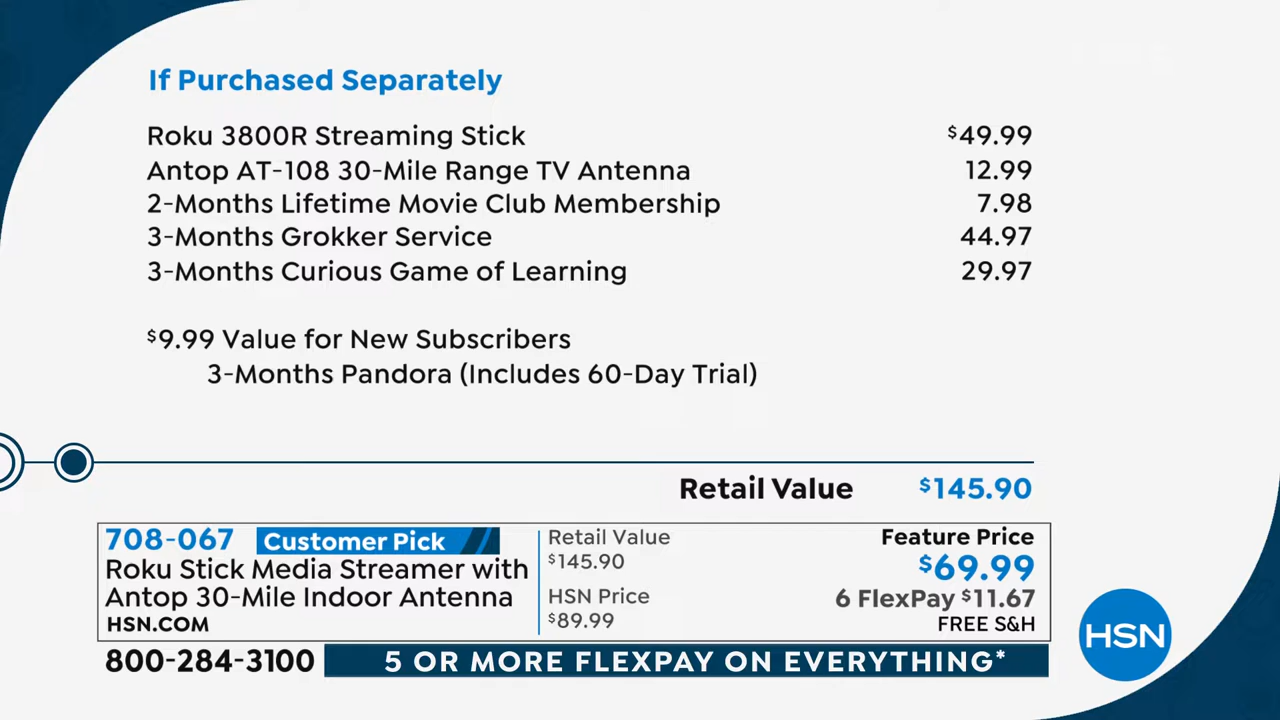 If Purchased Separately
Roku 3800R Streaming Stick $49.99
Antop AT-108 30-Mile Range TV Antenna 12.99
2-Months Lifetime Movie Club Membership 7.98
3-Months Grokker Service 44.97
3-Months Curious Game of Learning 29.97
$9.99 Value for New Subscribers
3-Months Pandora (Includes 60-Day Trial)
Retail Value $145.90
708-067 Customer Pick
Roku Stick Media Streamer with
Antop 30-Mile Indoor Antenna
HSN.COM
Retail Value
$145.90
HSN Price
$89.99
Feature Price
$69.99
6 FlexPay $11.67
FREE S&H
HSN
800-284-3100 5 OR MORE FLEXPAY ON EVERYTHING*